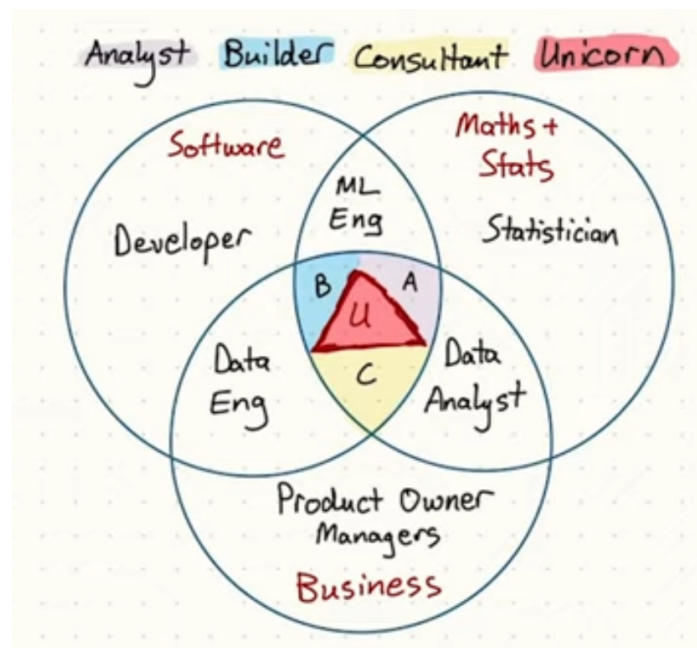 Analyst Builder Consultant Unicorn
Software
Maths +
Stats
ML
Eng
Developer
Statistician
B
A
U
C
Data
Eng
Data
Analyst
Product Owner
Managers
Business